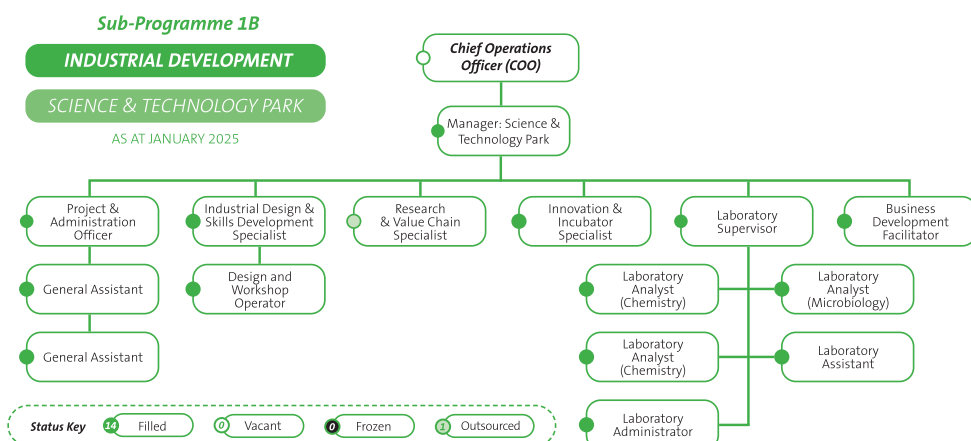 Sub-Programme 1B
INDUSTRIAL DEVELOPMENT
SCIENCE & TECHNOLOGY PARK
AS AT JANUARY 2025
Chief Operations
Officer (COO)
Manager: Science &
Technology Park
Project &
Administration
Officer
Industrial Design &
Skills Development
Specialist
Research
& Value Chain
Specialist
Innovation &
Incubator
Specialist
Laboratory
Supervisor
Business
Development
Facilitator
General Assistant
Design and
Workshop
Operator
Laboratory
Analyst
(Chemistry)
Laboratory
Analyst
(Microbiology)
General Assistant
Laboratory
Analyst
(Chemistry)
Laboratory
Assistant
Laboratory
Administrator
Status Key
14 Filled
0 Vacant
0 Frozen
1 Outsourced